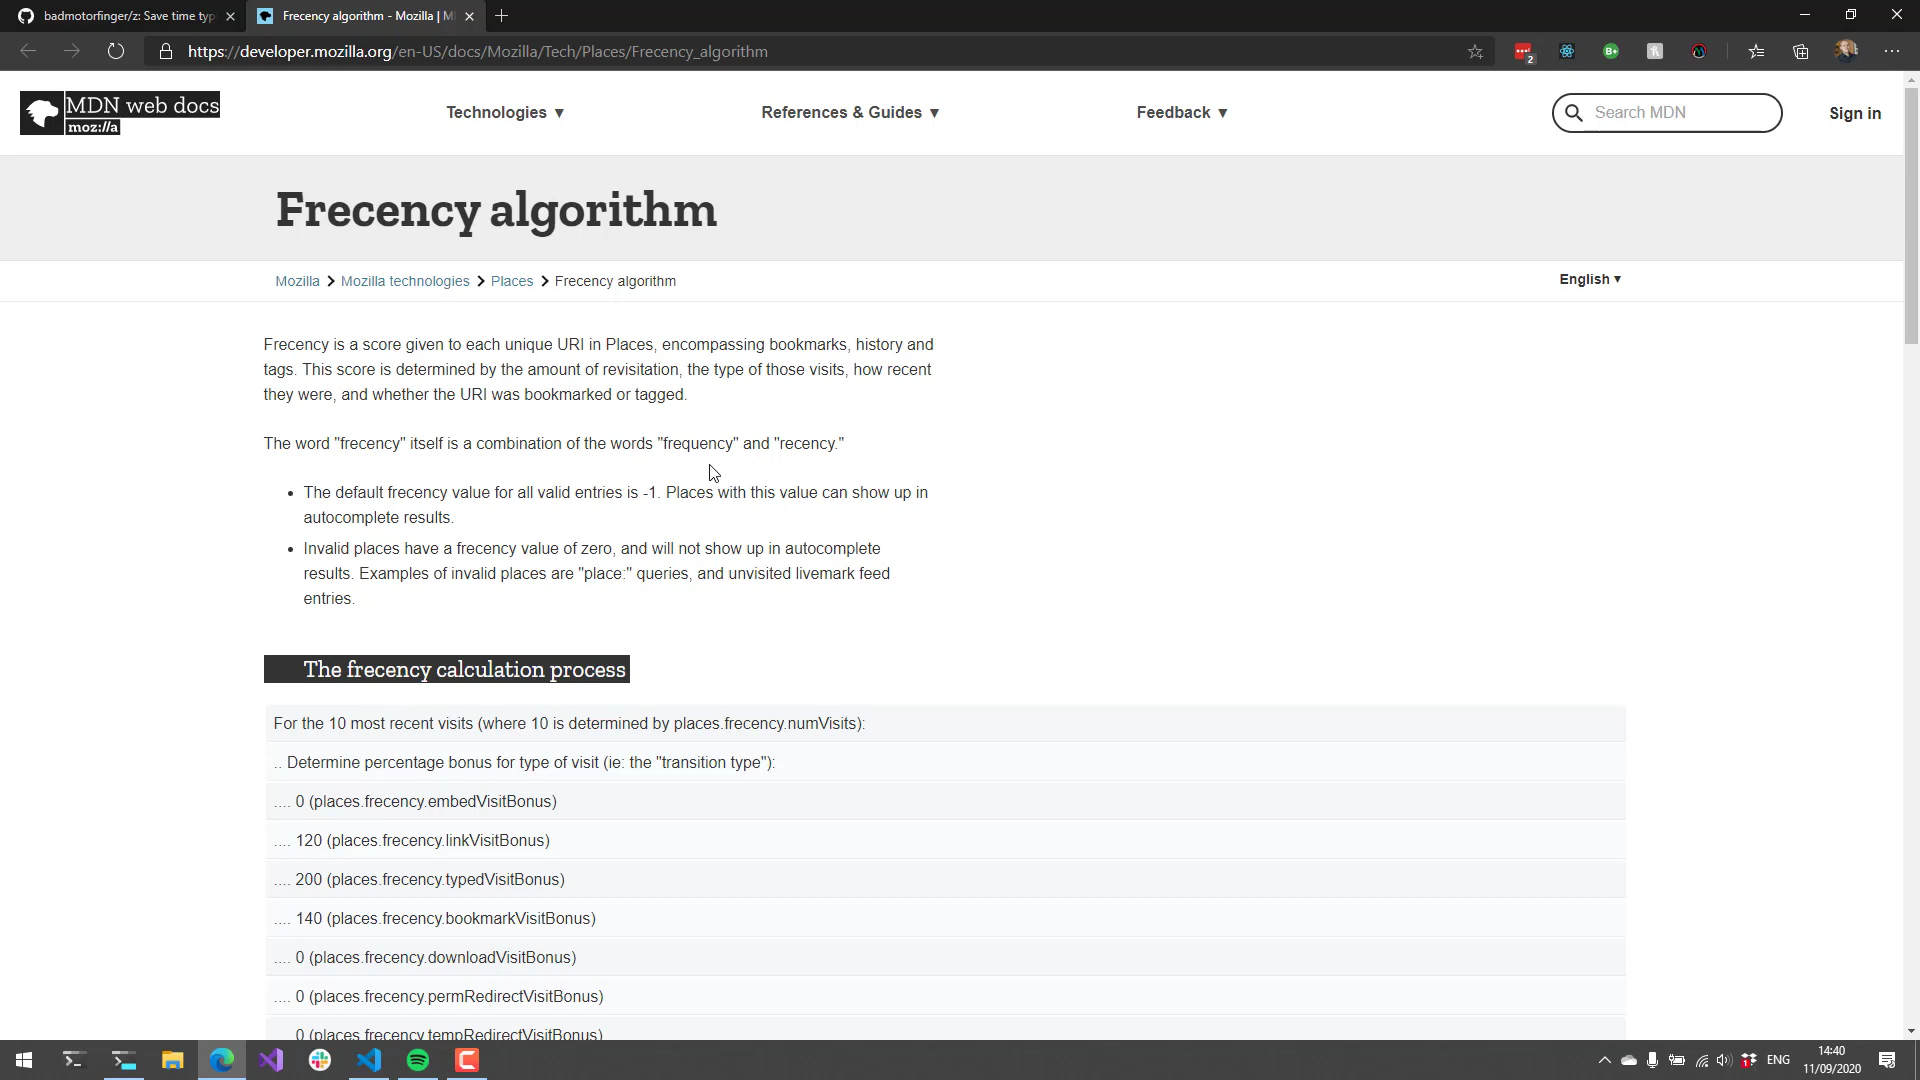 badmotorfinger/z: Save time typ
Frecency algorithm - Mozilla | M
https://developer.mozilla.org/en-US/docs/Mozilla/Tech/Places/Frecency_algorithm
2
B+
MDN web docs
moz://a
Technologies ▼
References & Guides ▼
Feedback ▼
Search MDN
Sign in
Frecency algorithm
Mozilla
Mozilla technologies
Places
Frecency algorithm
English ▼
Frecency is a score given to each unique URI in Places, encompassing bookmarks, history and
tags. This score is determined by the amount of revisitation, the type of those visits, how recent
they were, and whether the URI was bookmarked or tagged.
The word "frecency" itself is a combination of the words "frequency" and "recency."
• The default frecency value for all valid entries is -1. Places with this value can show up in
autocomplete results.
• Invalid places have a frecency value of zero, and will not show up in autocomplete
results. Examples of invalid places are "place:" queries, and unvisited livemark feed
entries.
The frecency calculation process
For the 10 most recent visits (where 10 is determined by places.frecency.numVisits):
.. Determine percentage bonus for type of visit (ie: the "transition type"):
.... 0 (places.frecency.embedVisitBonus)
.... 120 (places.frecency.linkVisitBonus)
.... 200 (places.frecency.typedVisitBonus)
.... 140 (places.frecency.bookmarkVisitBonus)
.... 0 (places.frecency.downloadVisitBonus)
.... 0 (places.frecency.permRedirectVisitBonus)
0 (places.frecency.tempRedirectVisitBonus)
ENG
14:40
11/09/2020